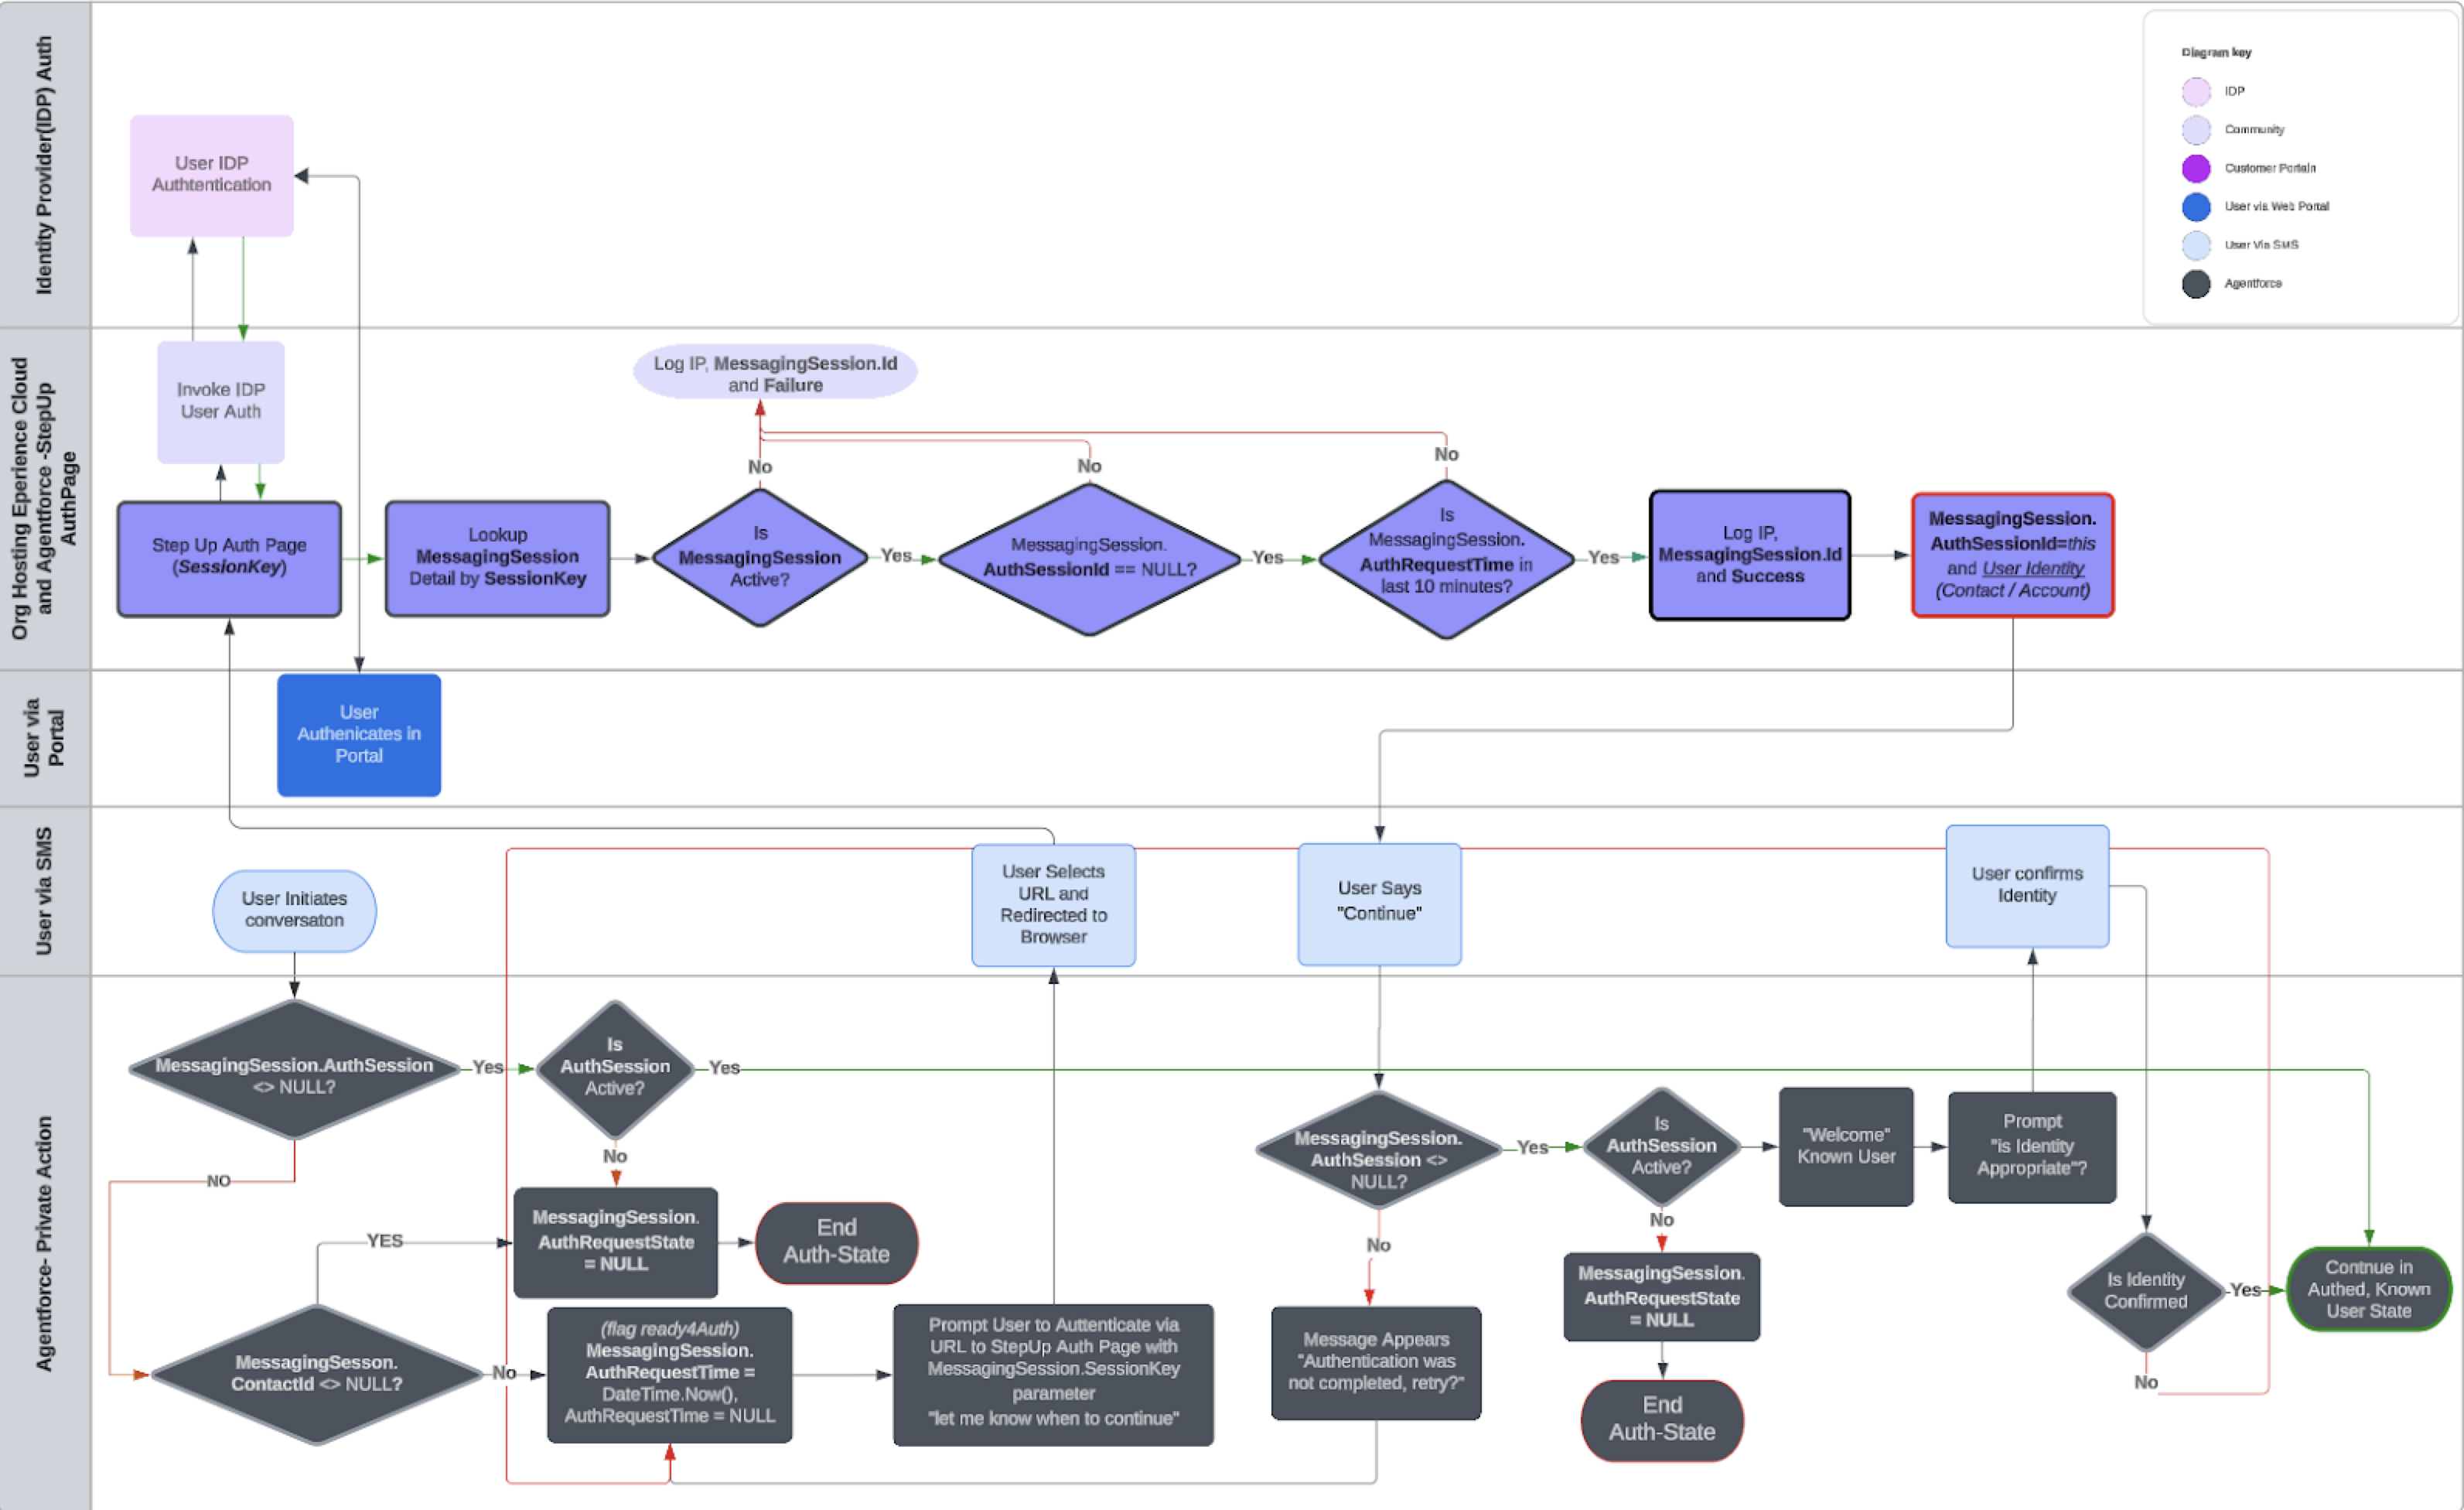 Identity Provider(IDP) Auth
Diagram key
IDP
Community
Customer Portaln
User via Web Portal
User Via SMS
Agentforce
User IDP
Authtentication
Org Hosting Eperience Cloud
and Agentforce -StepUp
AuthPage
Invoke IDP
User Auth
Log IP, MessagingSession.Id
and Failure
No
No
No
Step Up Auth Page
(SessionKey)
Lookup
MessagingSession
Detail by SessionKey
Is
MessagingSession
Active?
Yes
MessagingSession.
AuthSessionId == NULL?
Yes
Is
MessagingSession.
AuthRequestTime in
last 10 minutes?
Yes
Log IP,
MessagingSession.Id
and Success
MessagingSession.
AuthSessionId=this
and User Identity
(Contact / Account)
User via
Portal
User
Authenicates in
Portal
User via SMS
User Initiates
conversaton
User Selects
URL and
Redirected to
Browser
User Says
"Continue"
User confirms
Identity
Agentforce- Private Action
MessagingSession.AuthSession
<> NULL?
Yes
Is
AuthSession
Active?
Yes
NO
No
MessagingSession.
AuthRequestState
= NULL
End
Auth-State
YES
MessagingSesson.
ContactId <> NULL?
No
(flag ready4Auth)
MessagingSession.
AuthRequestTime =
DateTime.Now(),
AuthRequestTime = NULL
Prompt User to Auttenticate via
URL to StepUp Auth Page with
MessagingSession.SessionKey
parameter
"let me know when to continue"
MessagingSession.
AuthSession <>
NULL?
Yes
Is
AuthSession
Active?
"Welcome"
Known User
Prompt
"is Identity
Appropriate"?
No
Message Appears
"Authentication was
not completed, retry?"
No
MessagingSession.
AuthRequestState
= NULL
End
Auth-State
Is Identity
Confirmed
Yes
No
Contnue in
Authed, Known
User State